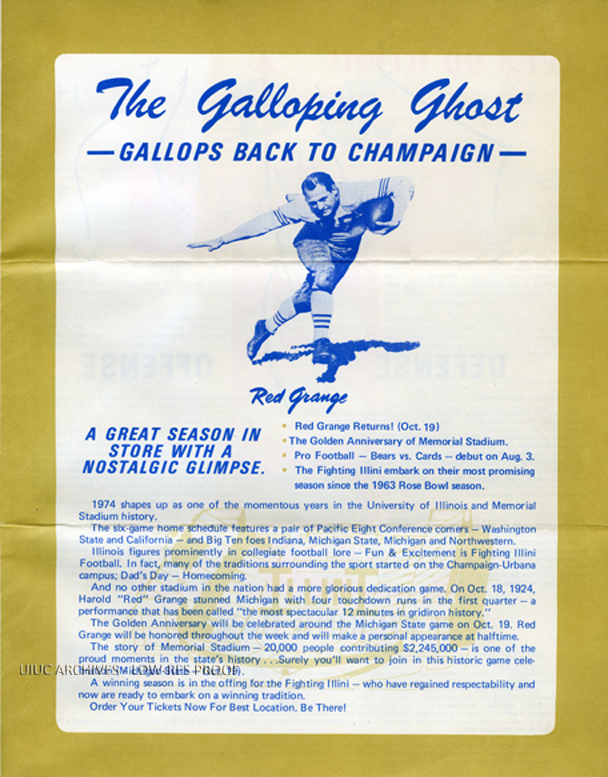 The Galloping Ghost
— GALLOPS BACK TO CHAMPAIGN —
Red Grange
A GREAT SEASON IN
STORE WITH A
NOSTALGIC GLIMPSE.
• Red Grange Returns! (Oct. 19)
• The Golden Anniversary of Memorial Stadium.
• Pro Football — Bears vs. Cards — debut on Aug. 3.
• The Fighting Illini embark on their most promising
season since the 1963 Rose Bowl season.
1974 shapes up as one of the momentous years in the University of Illinois and Memorial
Stadium history.
The six-game home schedule features a pair of Pacific Eight Conference comers — Washington
State and California — and Big Ten foes Indiana, Michigan State, Michigan and Northwestern.
Illinois figures prominently in collegiate football lore — Fun & Excitement is Fighting Illini
Football. In fact, many of the traditions surrounding the sport started on the Champaign-Urbana
campus; Dad's Day — Homecoming.
And no other stadium in the nation had a more glorious dedication game. On Oct. 18, 1924,
Harold "Red" Grange stunned Michigan with four touchdown runs in the first quarter — a
performance that has been called "the most spectacular 12 minutes in gridiron history."
The Golden Anniversary will be celebrated around the Michigan State game on Oct. 19. Red
Grange will be honored throughout the week and will make a personal appearance at halftime.
The story of Memorial Stadium — 20,000 people contributing $2,245,000 — is one of the
proud moments in the state's history . . . Surely you'll want to join in this historic game cele-
UIUC ARCHIVES LOW-RES PROOF
A winning season is in the offing for the Fighting Illini — who have regained respectability and
now are ready to embark on a winning tradition.
Order Your Tickets Now For Best Location. Be There!
DEFENSE
OFFENSE